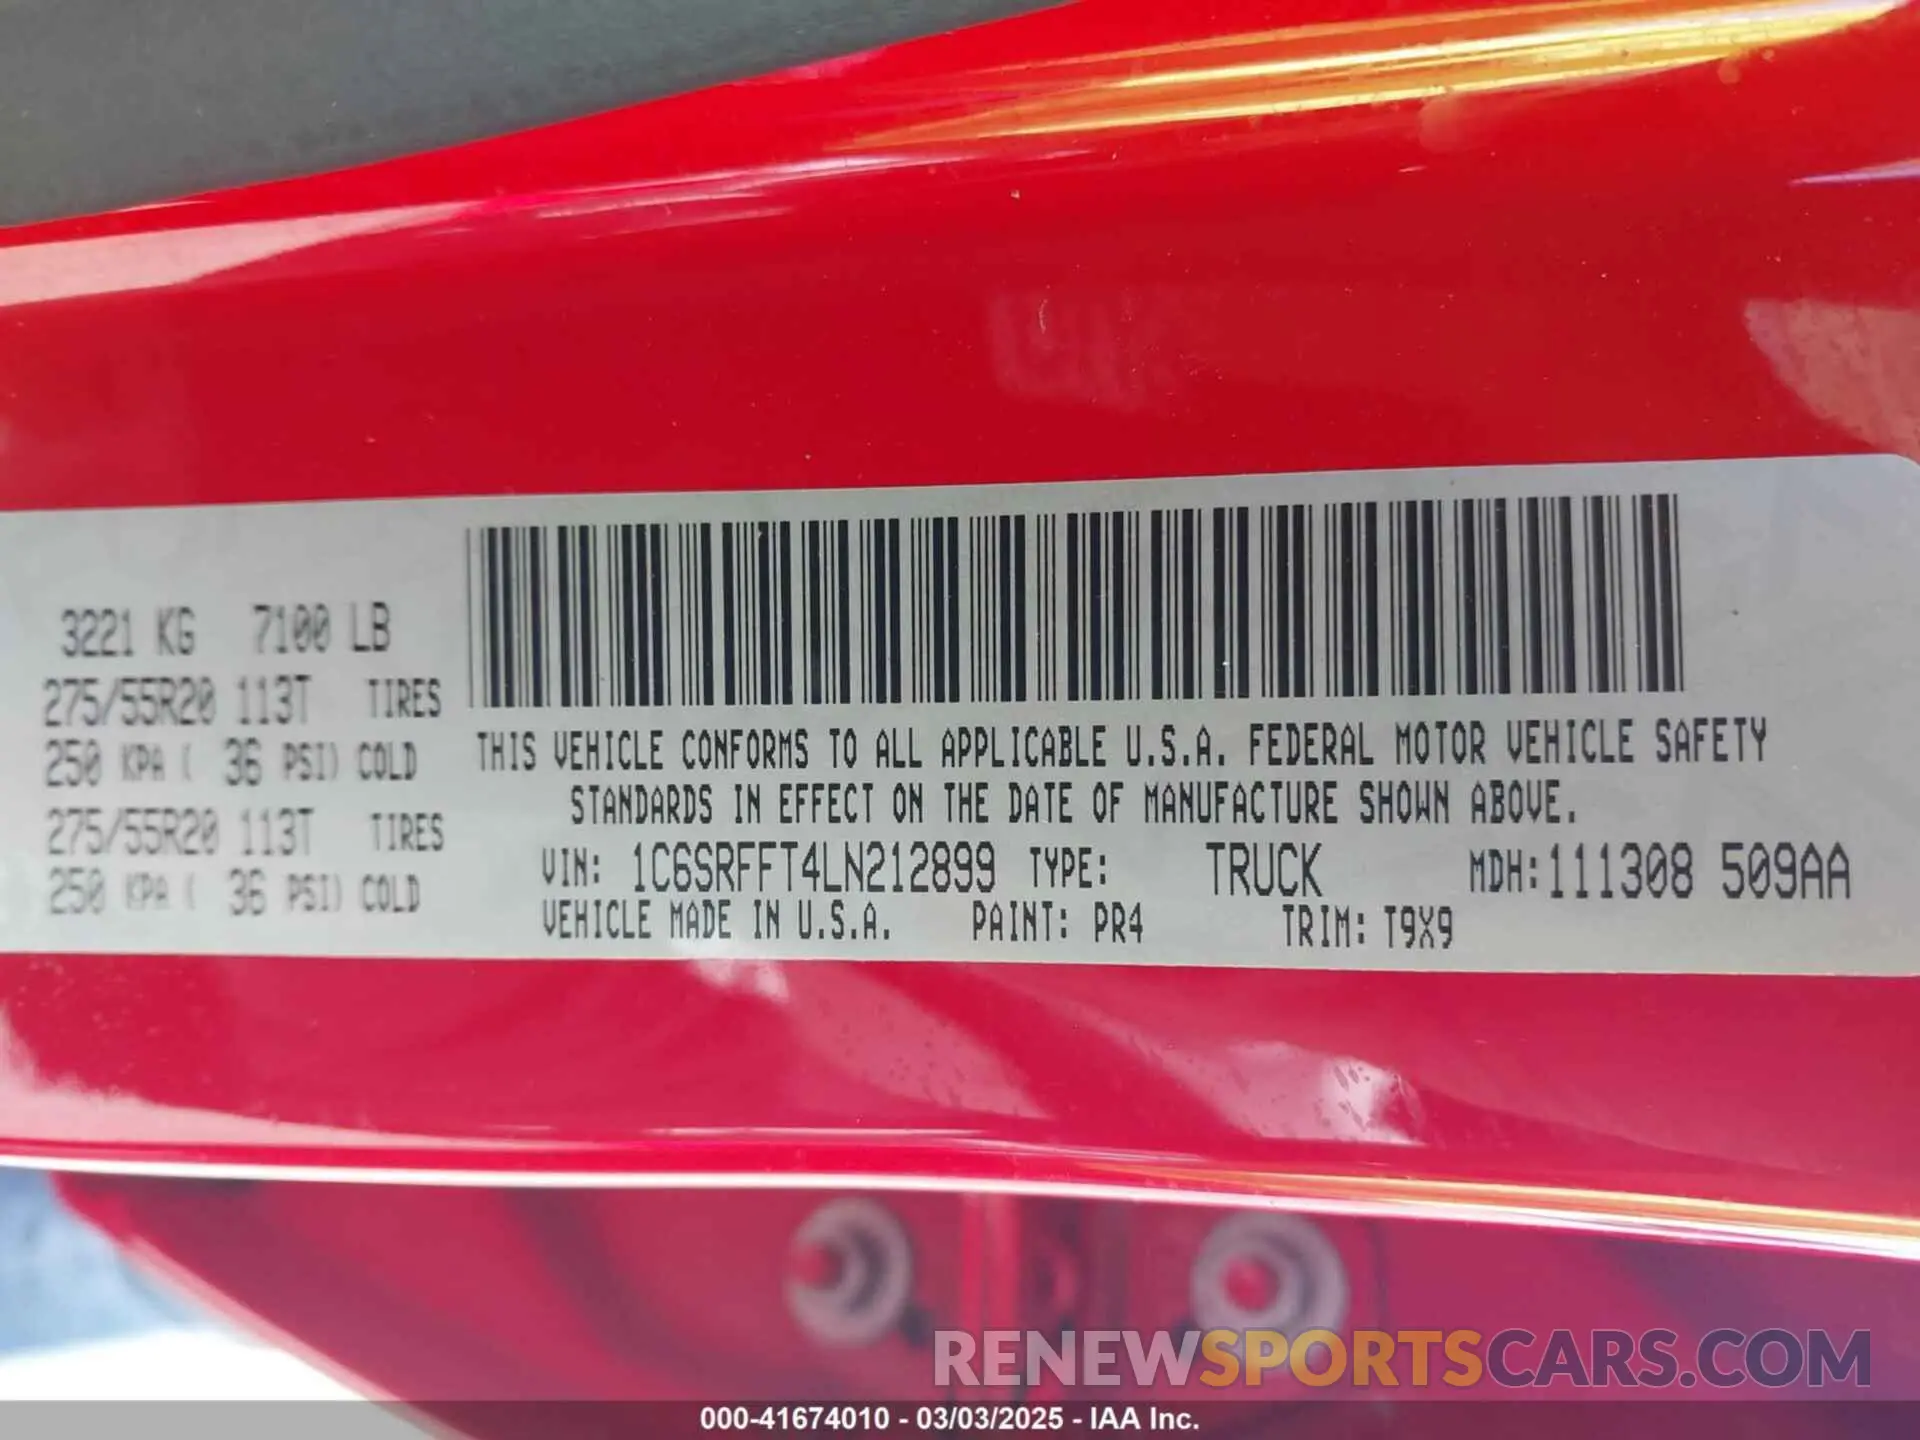 3221 KG 7100 LB
275/55R20 113T TIRES
250 KPA ( 36 PSI) COLD
275/55R20 113T TIRES
250 KPA ( 36 PSI) COLD
THIS VEHICLE CONFORMS TO ALL APPLICABLE U.S.A. FEDERAL MOTOR VEHICLE SAFETY
STANDARDS IN EFFECT ON THE DATE OF MANUFACTURE SHOWN ABOVE.
VIN: 1C6SRFFT4LN212899 TYPE: TRUCK MDH:111308 509AA
VEHICLE MADE IN U.S.A. PAINT: PR4 TRIM: T9X9
RENEWSPORTSCARS.COM
000-41674010 - 03/03/2025 - IAA Inc.